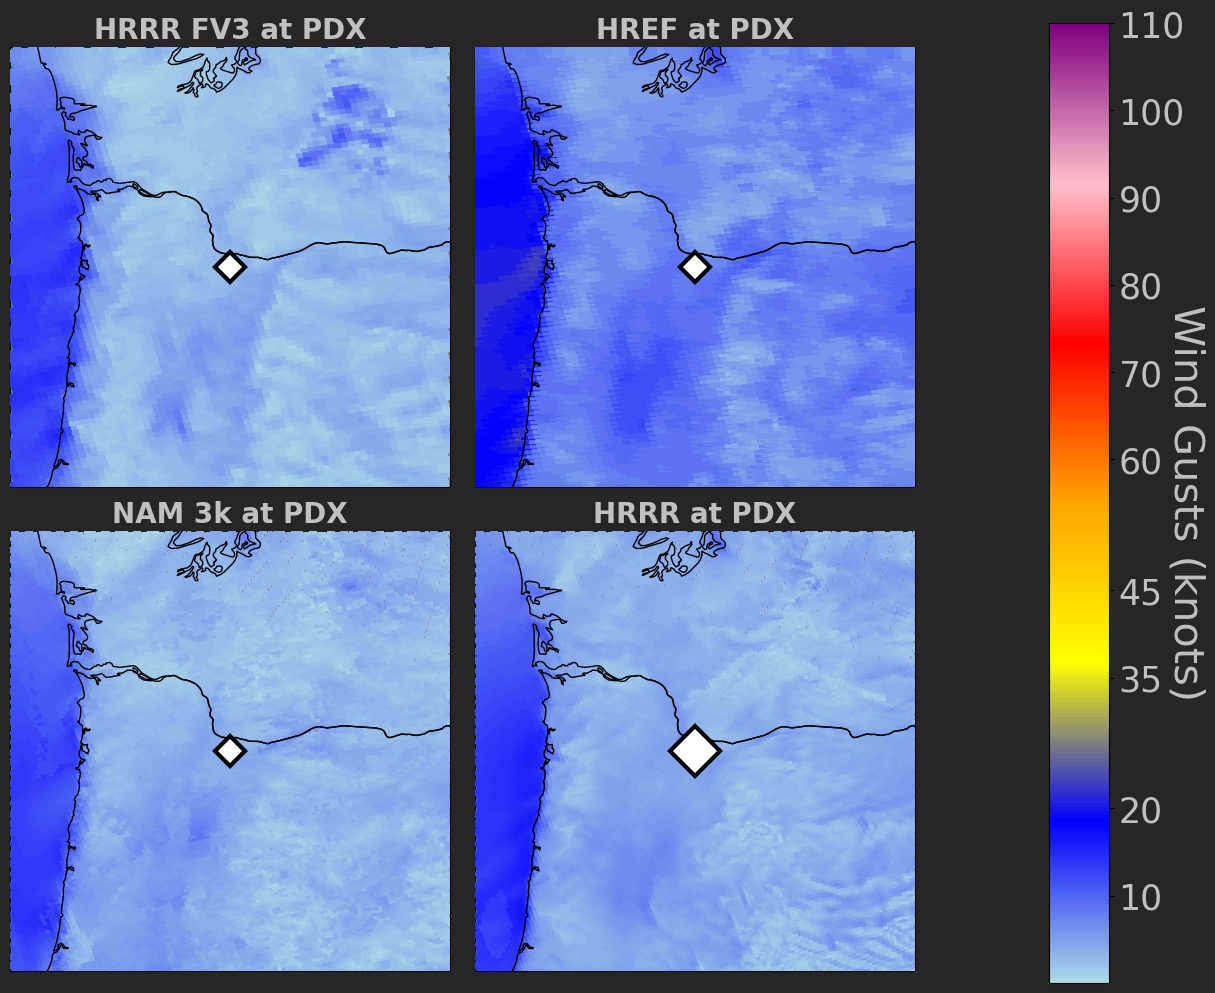 HRRR FV3 at PDX
HREF at PDX
NAM 3k at PDX
HRRR at PDX
110
100
90
80
70
60
45
35
20
10
Wind Gusts (knots)